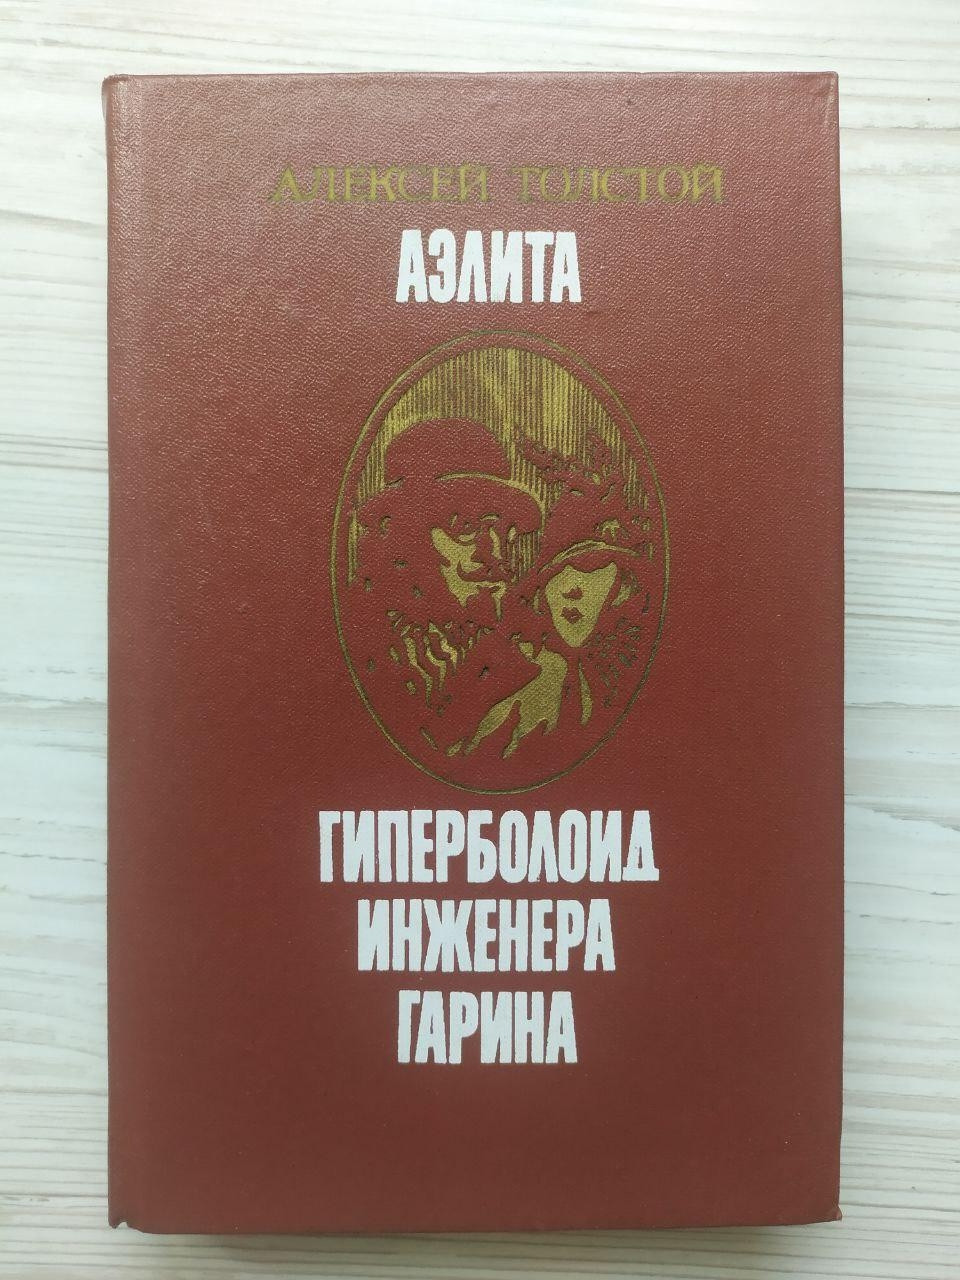 АЛЕКСЕЙ ТОЛСТОЙ
АЭЛИТА
ГИПЕРБОЛОИД
ИНЖЕНЕРА
ГАРИНА